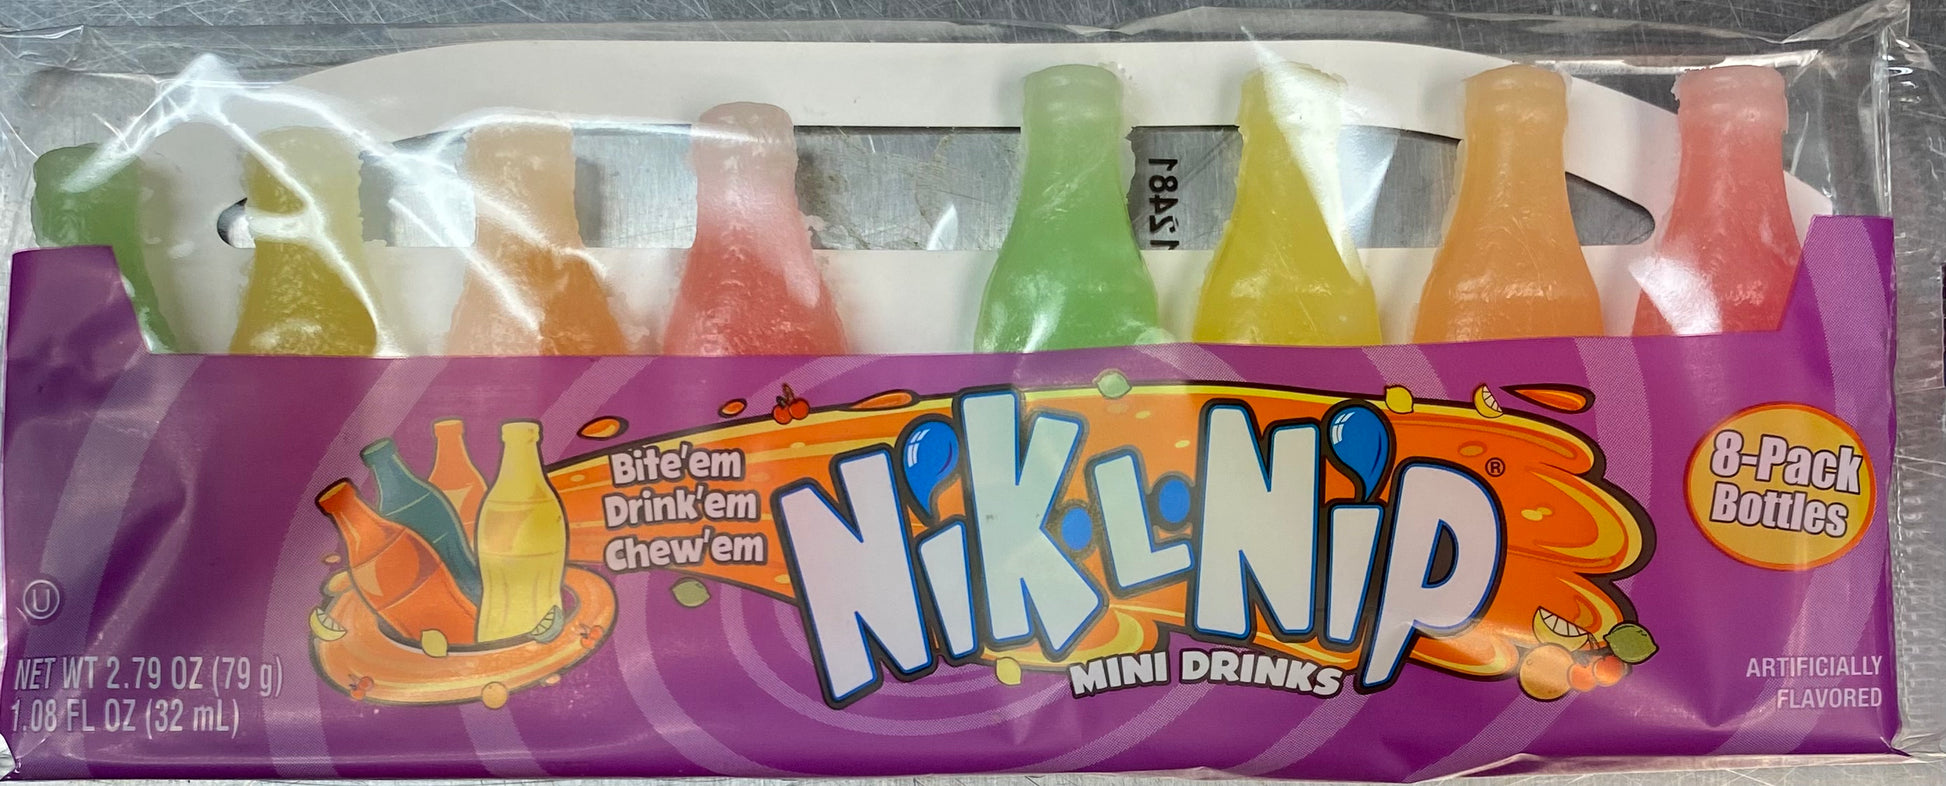 12481
Bite'em
Drink'em
Chew'em
NiK·L·NiP®
MINI DRINKS
8-Pack
Bottles
U
NET WT 2.79 OZ (79 g)
1.08 FL OZ (32 mL)
ARTIFICIALLY
FLAVORED